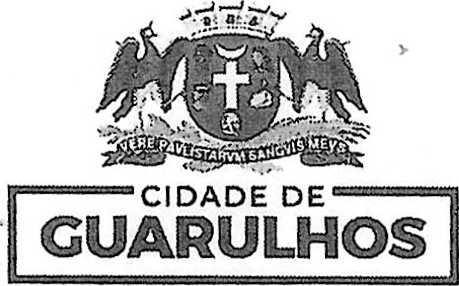 VERE PAVLISTARVM SANGVIS MEVS
CIDADE DE
GUARULHOS